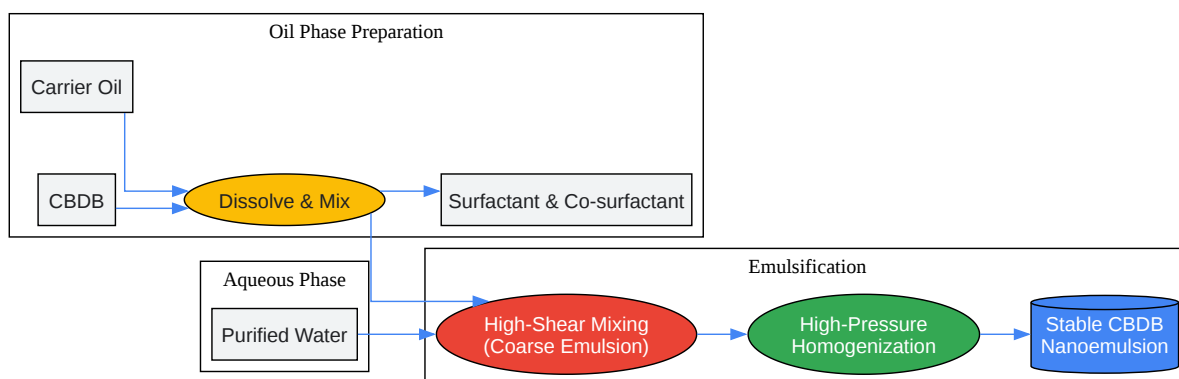 Oil Phase Preparation
Carrier Oil
CBDB
Dissolve & Mix
Surfactant & Co-surfactant
Aqueous Phase
Purified Water
Emulsification
High-Shear Mixing
(Coarse Emulsion)
High-Pressure
Homogenization
Stable CBDB
Nanoemulsion